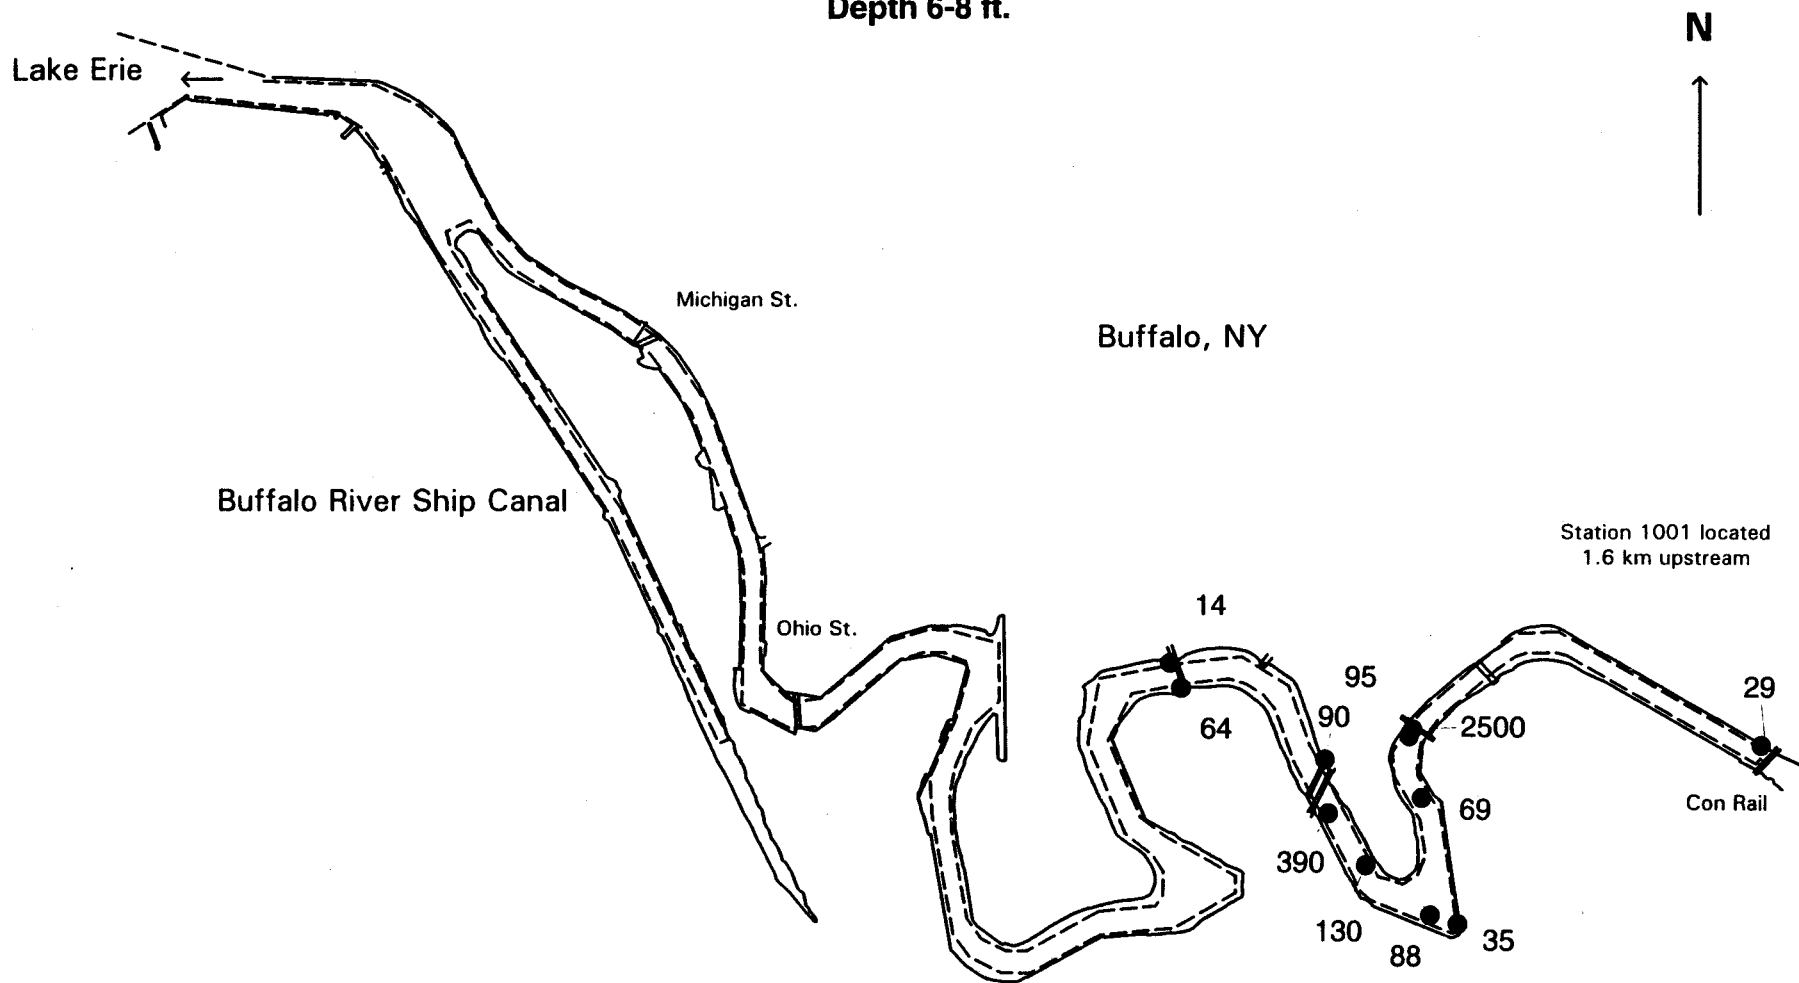 Depth 6-8 ft.
N
Lake Erie
Michigan St.
Buffalo, NY
Buffalo River Ship Canal
Station 1001 located
1.6 km upstream
14
Ohio St.
95
29
90
64
2500
Con Rail
69
390
130
35
88